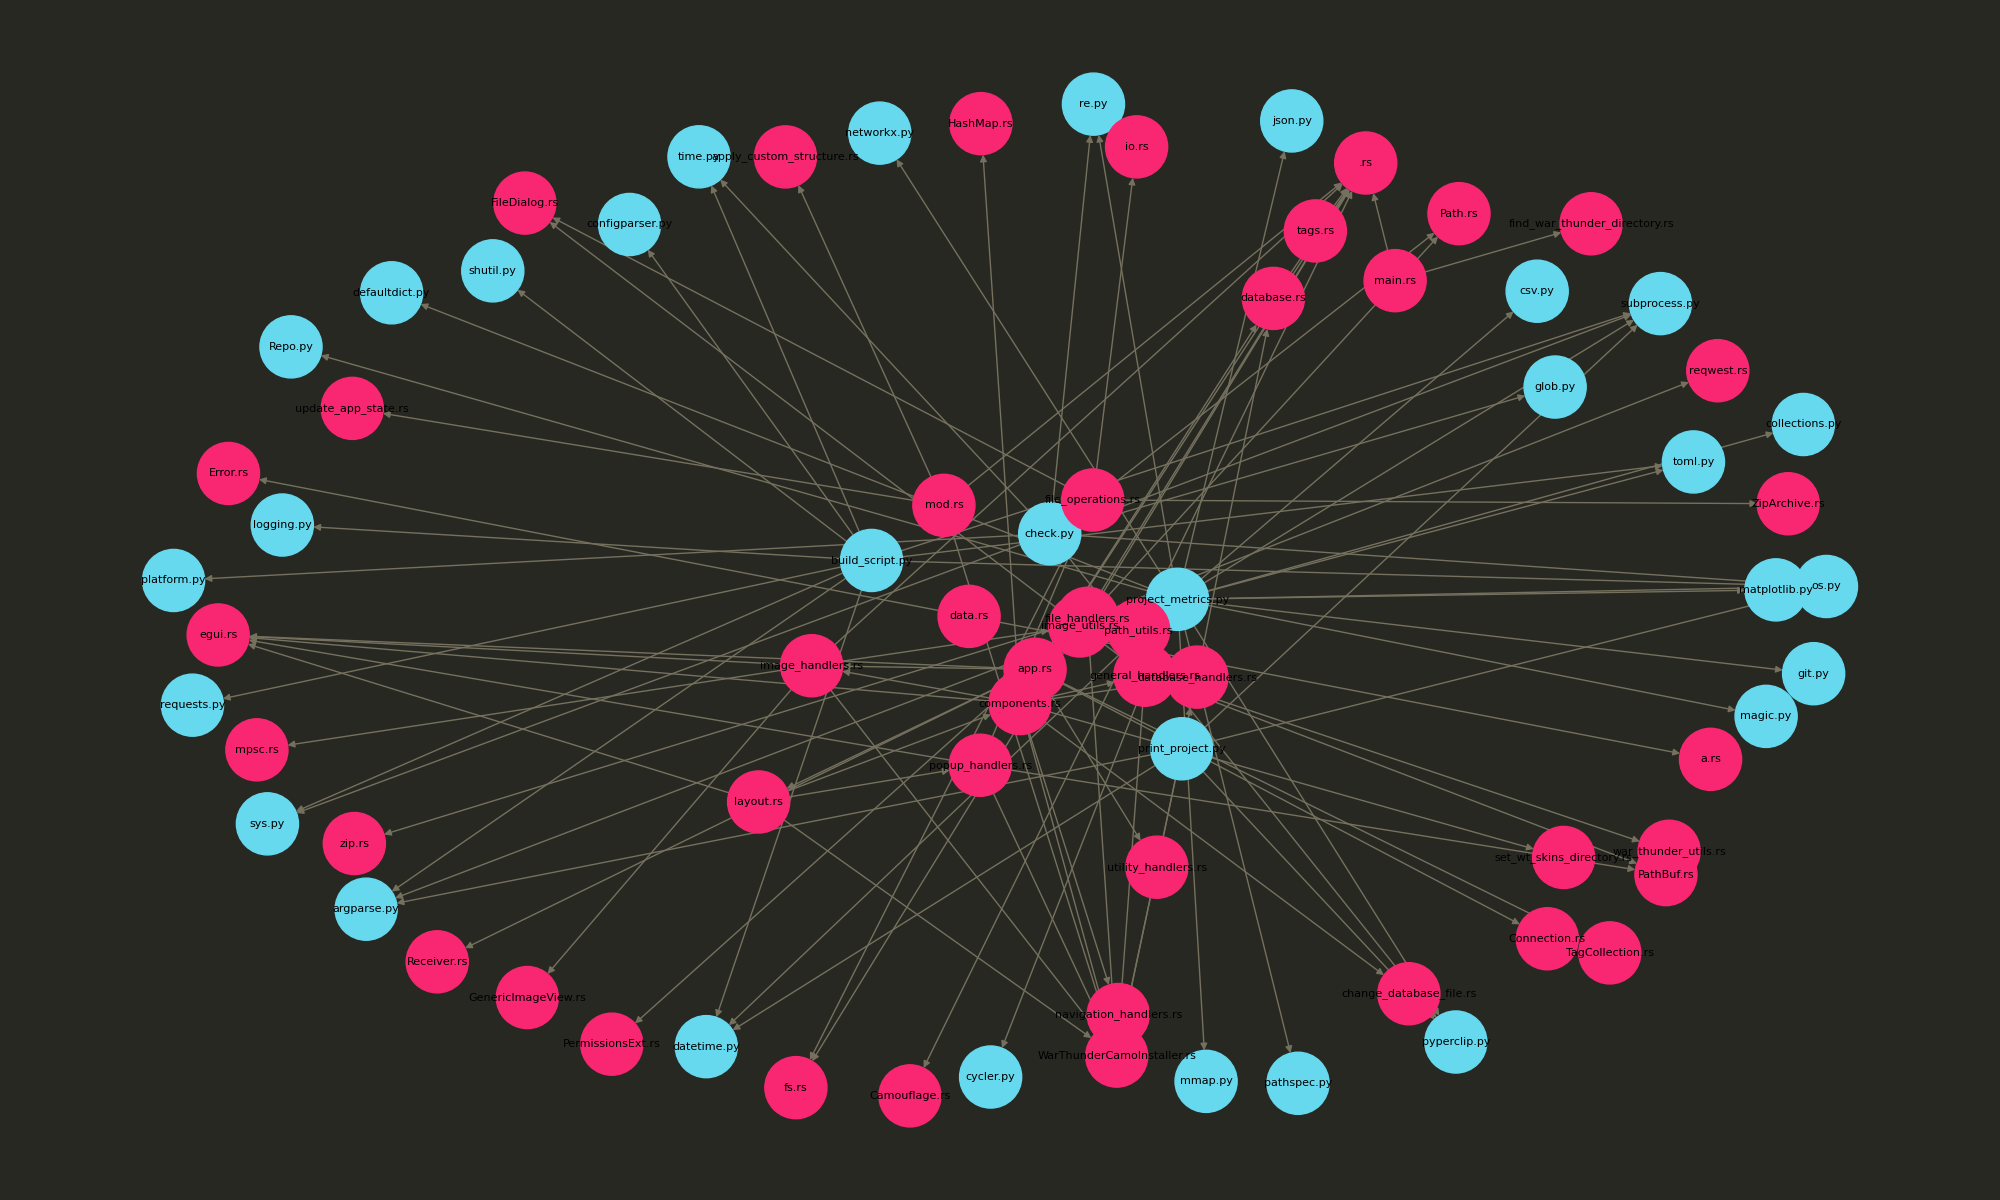 re.py
json.py
HashMap.rs
networkx.py
io.rs
time.py
apply_custom_structure.rs
.rs
FileDialog.rs
Path.rs
configparser.py
find_war_thunder_directory.rs
tags.rs
shutil.py
main.rs
defaultdict.py
csv.py
database.rs
subprocess.py
Repo.py
reqwest.rs
glob.py
update_app_state.rs
collections.py
toml.py
Error.rs
file_operations.rs
ZipArchive.rs
mod.rs
logging.py
check.py
build_script.py
platform.py
os.py
matplotlib.py
project_metrics.py
data.rs
file_handlers.rs
image_utils.rs
path_utils.rs
egui.rs
image_handlers.rs
app.rs
git.py
general_handlers.rs
database_handlers.rs
components.rs
requests.py
magic.py
mpsc.rs
print_project.py
a.rs
popup_handlers.rs
layout.rs
sys.py
zip.rs
war_thunder_utils.rs
set_wt_skins_directory.rs
utility_handlers.rs
PathBuf.rs
argparse.py
Connection.rs
TagCollection.rs
Receiver.rs
change_database_file.rs
GenericImageView.rs
navigation_handlers.rs
pyperclip.py
PermissionsExt.rs
datetime.py
WarThunderCamoInstaller.rs
cycler.py
mmap.py
pathspec.py
fs.rs
Camouflage.rs